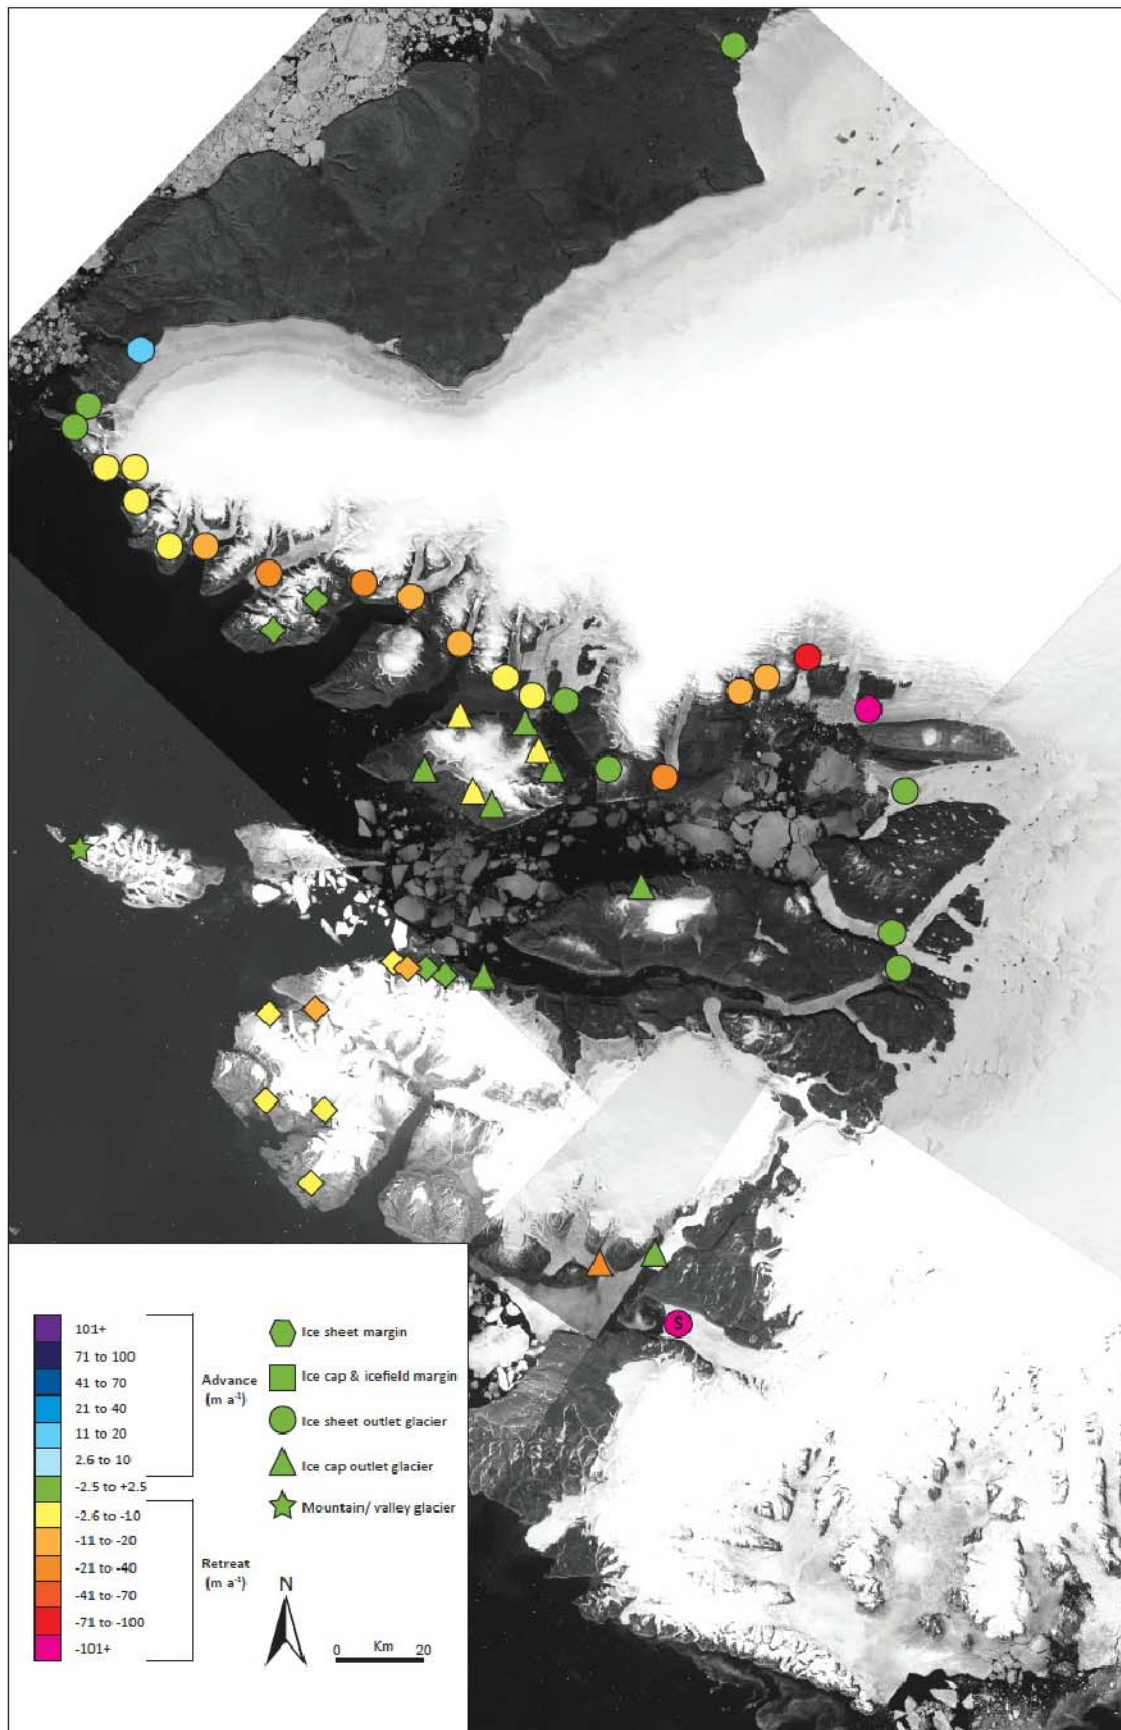 S
101+
71 to 100
41 to 70
21 to 40
11 to 20
2.6 to 10
-2.5 to +2.5
-2.6 to -10
-11 to -20
-21 to -40
-41 to -70
-71 to -100
-101+
Advance
(m a⁻¹)
Retreat
(m a⁻¹)
Ice sheet margin
Ice cap & icefield margin
Ice sheet outlet glacier
Ice cap outlet glacier
Mountain/ valley glacier
N
0 Km 20